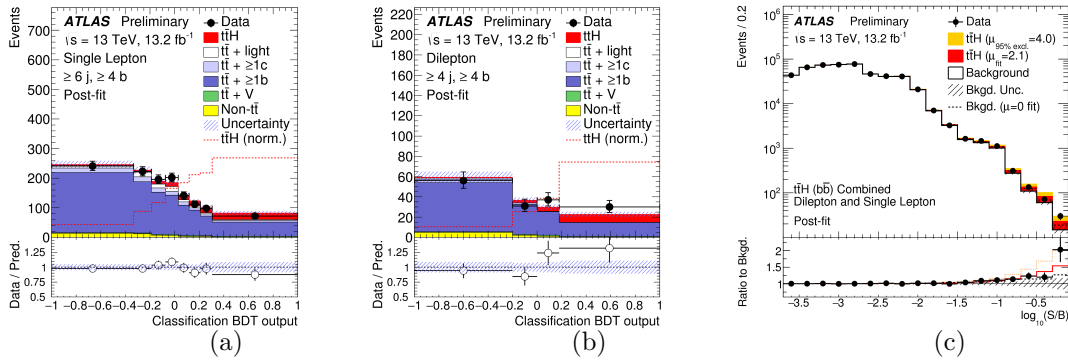 ATLAS Preliminary
√s = 13 TeV, 13.2 fb⁻¹
Single Lepton
≥ 6 j, ≥ 4 b
Post-fit
Data
tt̄H
tt̄ + light
tt̄ + ≥1c
tt̄ + ≥1b
tt̄ + V
Non-tt̄
Uncertainty
tt̄H (norm.)
Events
700
600
500
400
300
200
100
0
Data / Pred.
1.25
1
0.75
0.5
−1 −0.8 −0.6 −0.4 −0.2 0 0.2 0.4 0.6 0.8 1
Classification BDT output
(a)
ATLAS Preliminary
√s = 13 TeV, 13.2 fb⁻¹
Dilepton
≥ 4 j, ≥ 4 b
Post-fit
Data
tt̄H
tt̄ + light
tt̄ + ≥1c
tt̄ + ≥1b
tt̄ + V
Non-tt̄
Uncertainty
tt̄H (norm.)
Events
220
200
180
160
140
120
100
80
60
40
20
0
Data / Pred.
1.25
1
0.75
0.5
−1 −0.8 −0.6 −0.4 −0.2 0 0.2 0.4 0.6 0.8 1
Classification BDT output
(b)
ATLAS Preliminary
√s = 13 TeV, 13.2 fb⁻¹
Data
tt̄H (μ95% excl.=4.0)
tt̄H (μfit=2.1)
Background
Bkgd. Unc.
Bkgd. (μ=0 fit)
tt̄H (bb̄) Combined
Dilepton and Single Lepton
Post-fit
Events / 0.2
10⁶
10⁵
10⁴
10³
10²
Ratio to Bkgd.
2
1.5
1
−3.5 −3 −2.5 −2 −1.5 −1 −0.5
log₁₀(S/B)
(c)